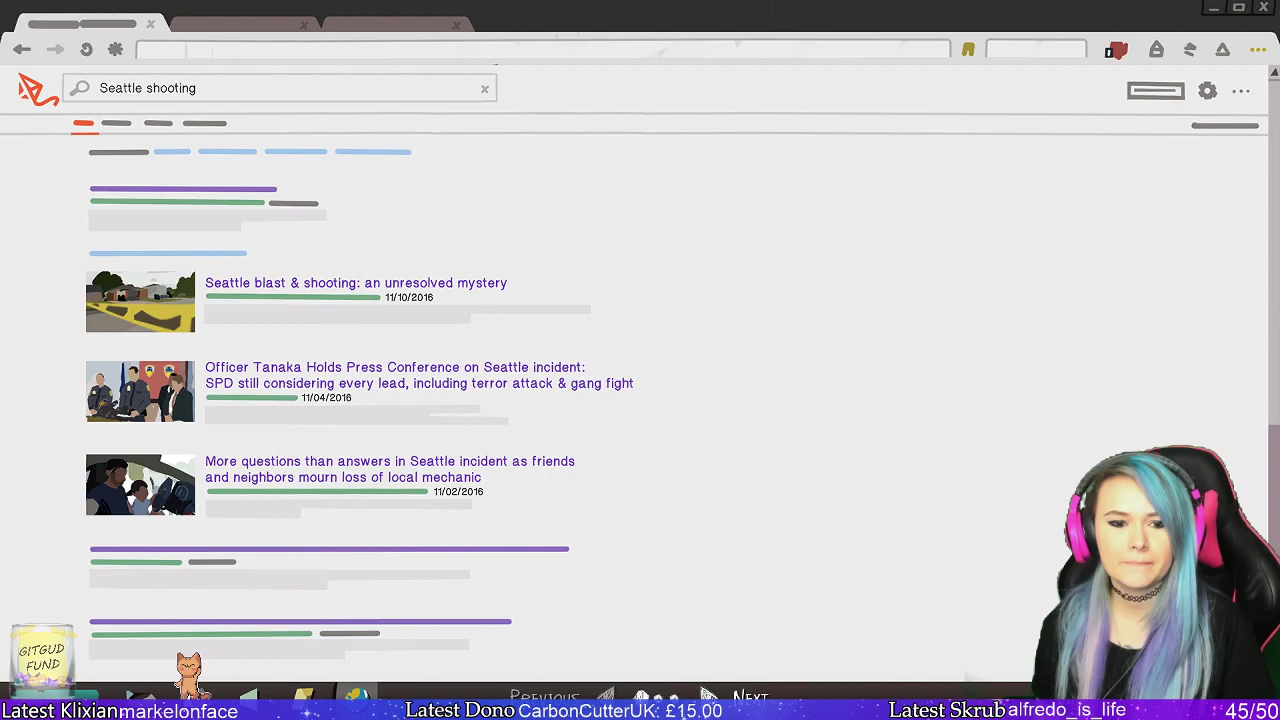 Seattle shooting
Seattle blast & shooting: an unresolved mystery
11/10/2016
Officer Tanaka Holds Press Conference on Seattle incident:
SPD still considering every lead, including terror attack & gang fight
11/04/2016
More questions than answers in Seattle incident as friends
and neighbors mourn loss of local mechanic
11/02/2016
GITGUD
FUND
Previous Next
Latest Klixian markelonface Latest Dono CarbonCutterUK: £15.00 Latest Skrub alfredo_is_life 45/50